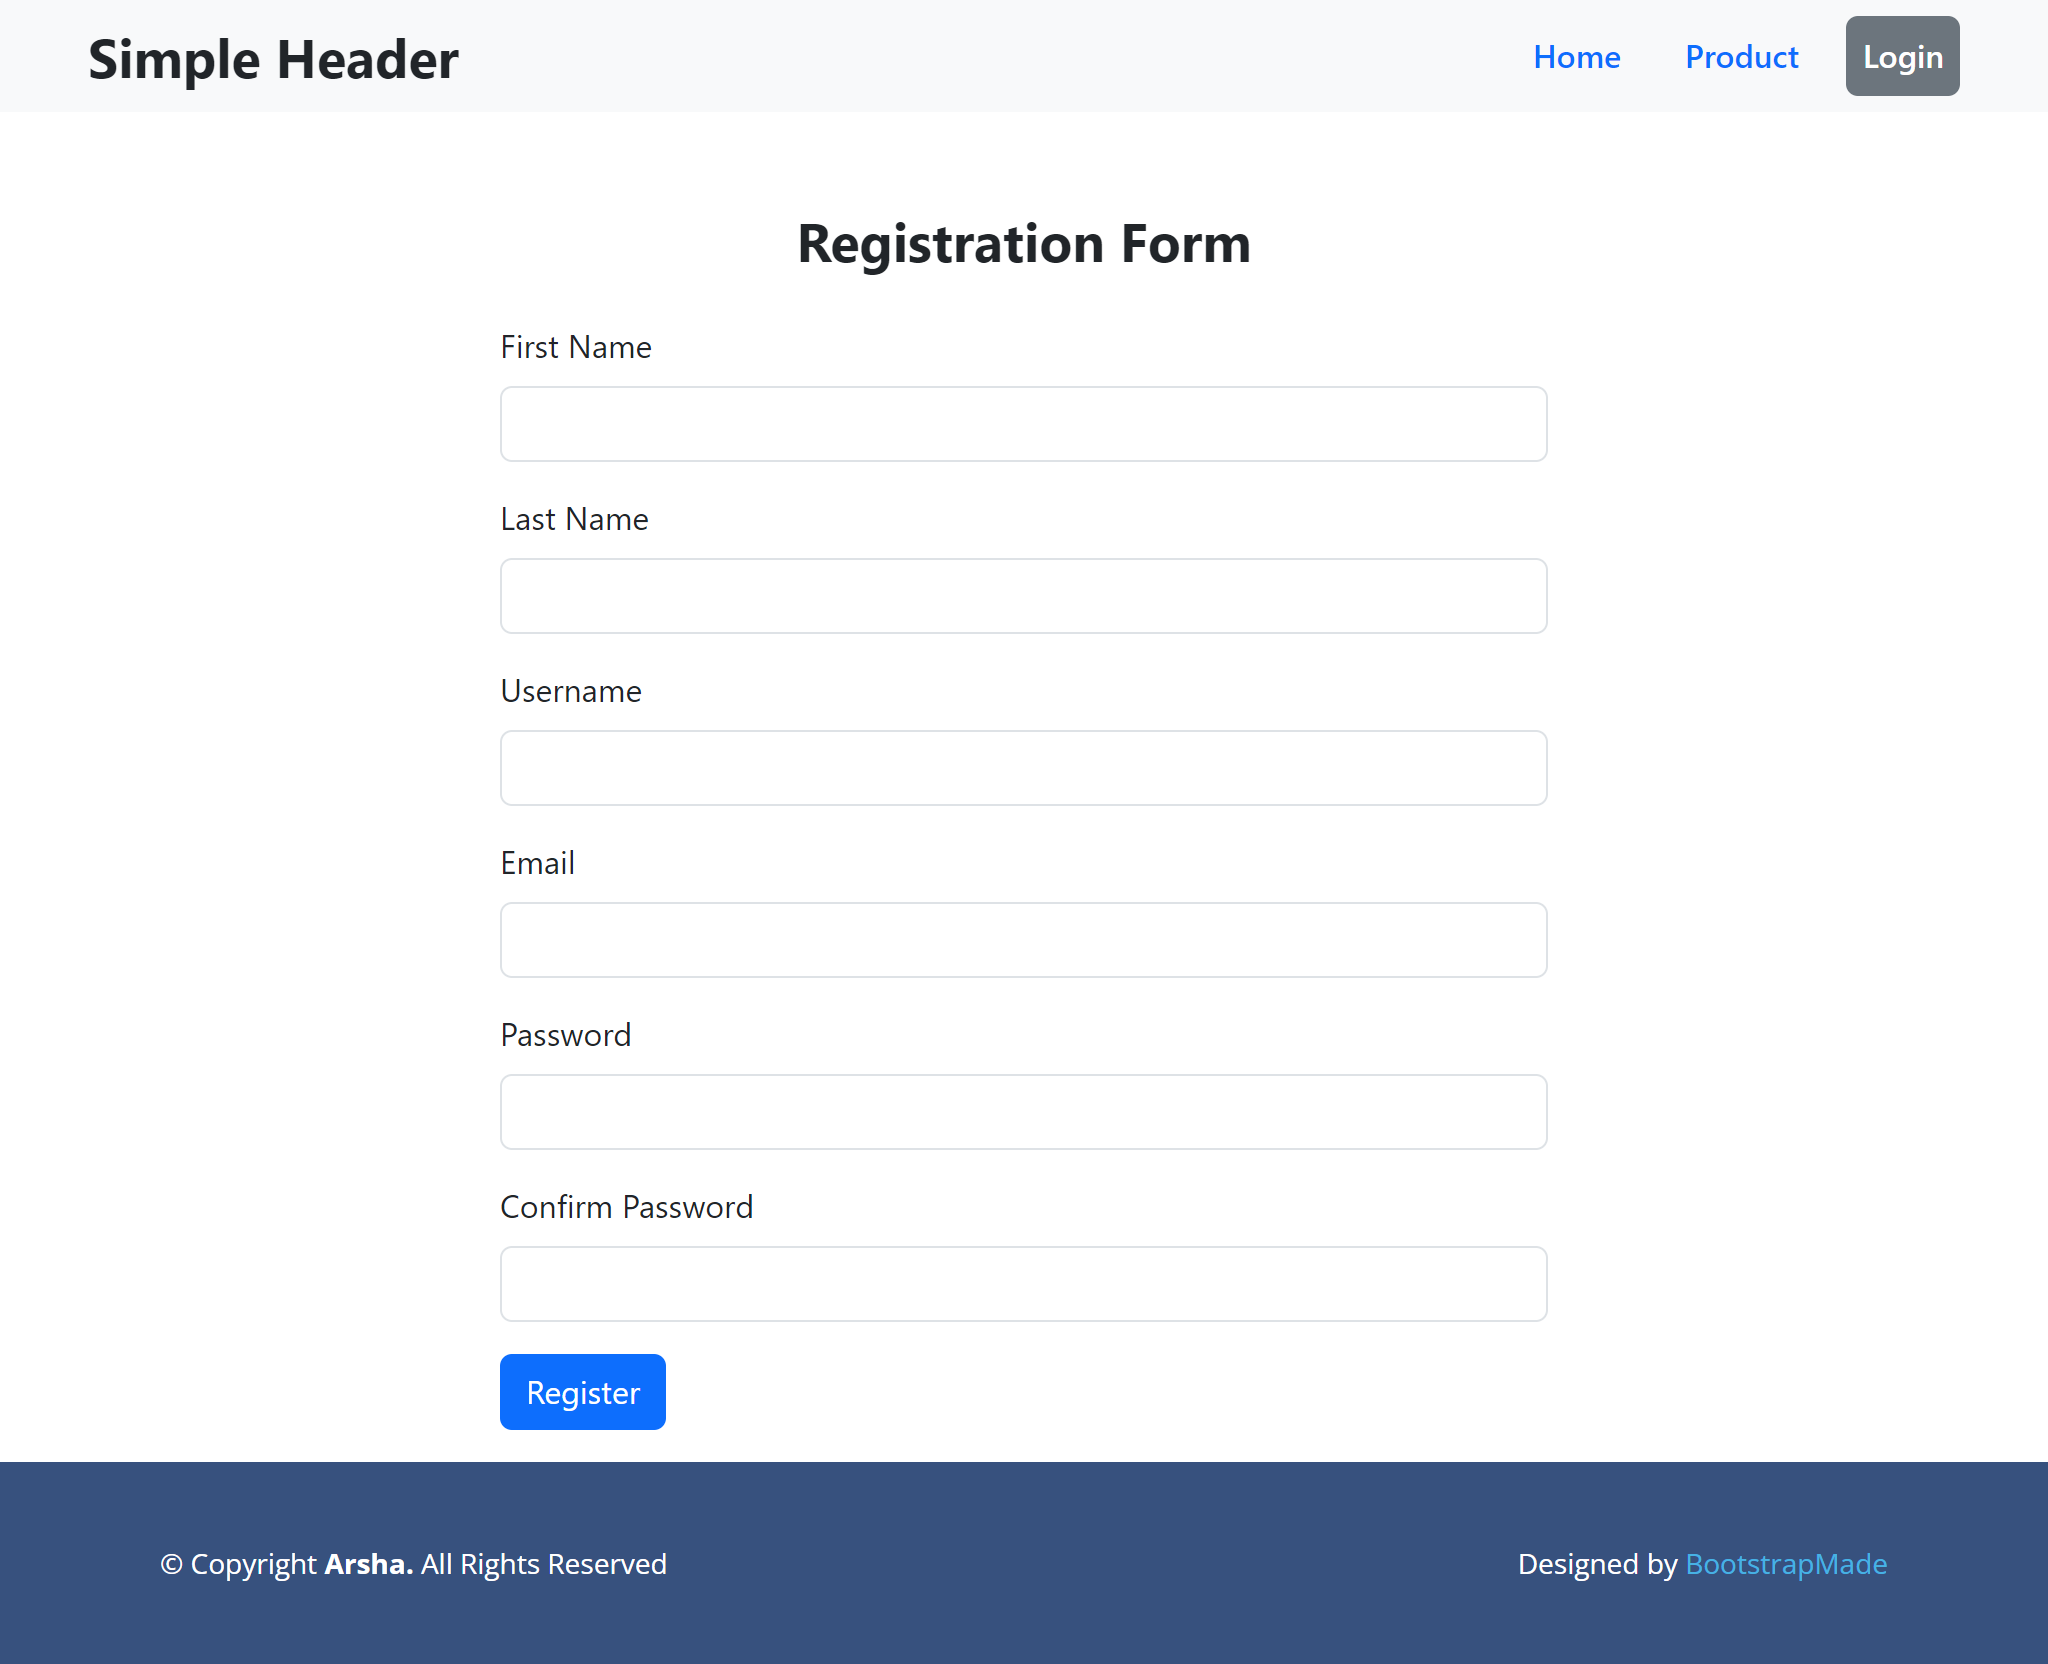 Simple Header
Home Product Login
Registration Form
First Name
Last Name
Username
Email
Password
Confirm Password
Register
© Copyright Arsha. All Rights Reserved
Designed by BootstrapMade